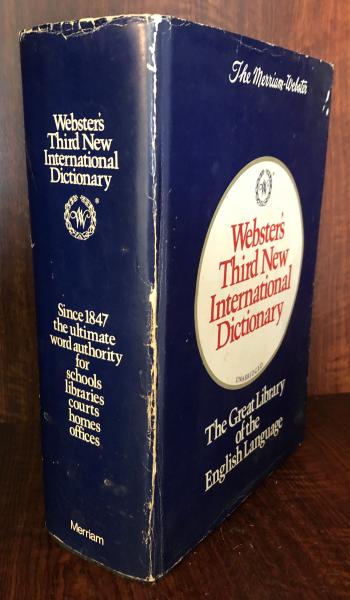 Webster's
Third New
International
Dictionary
W
Since 1847
the ultimate
word authority
for
schools
libraries
courts
homes
offices
Merriam
The Merriam-Webster
W
Webster's
Third New
International
Dictionary
UNABRIDGED
The Great Library
of the
English Language